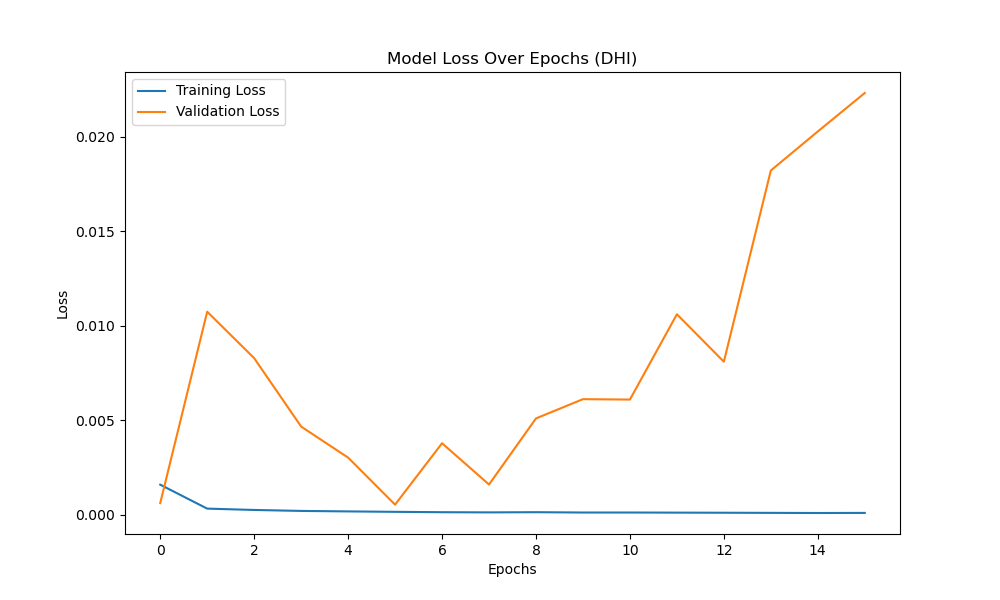 Model Loss Over Epochs (DHI)
Training Loss
Validation Loss
0.020
0.015
0.010
0.005
0.000
Loss
0 2 4 6 8 10 12 14
Epochs